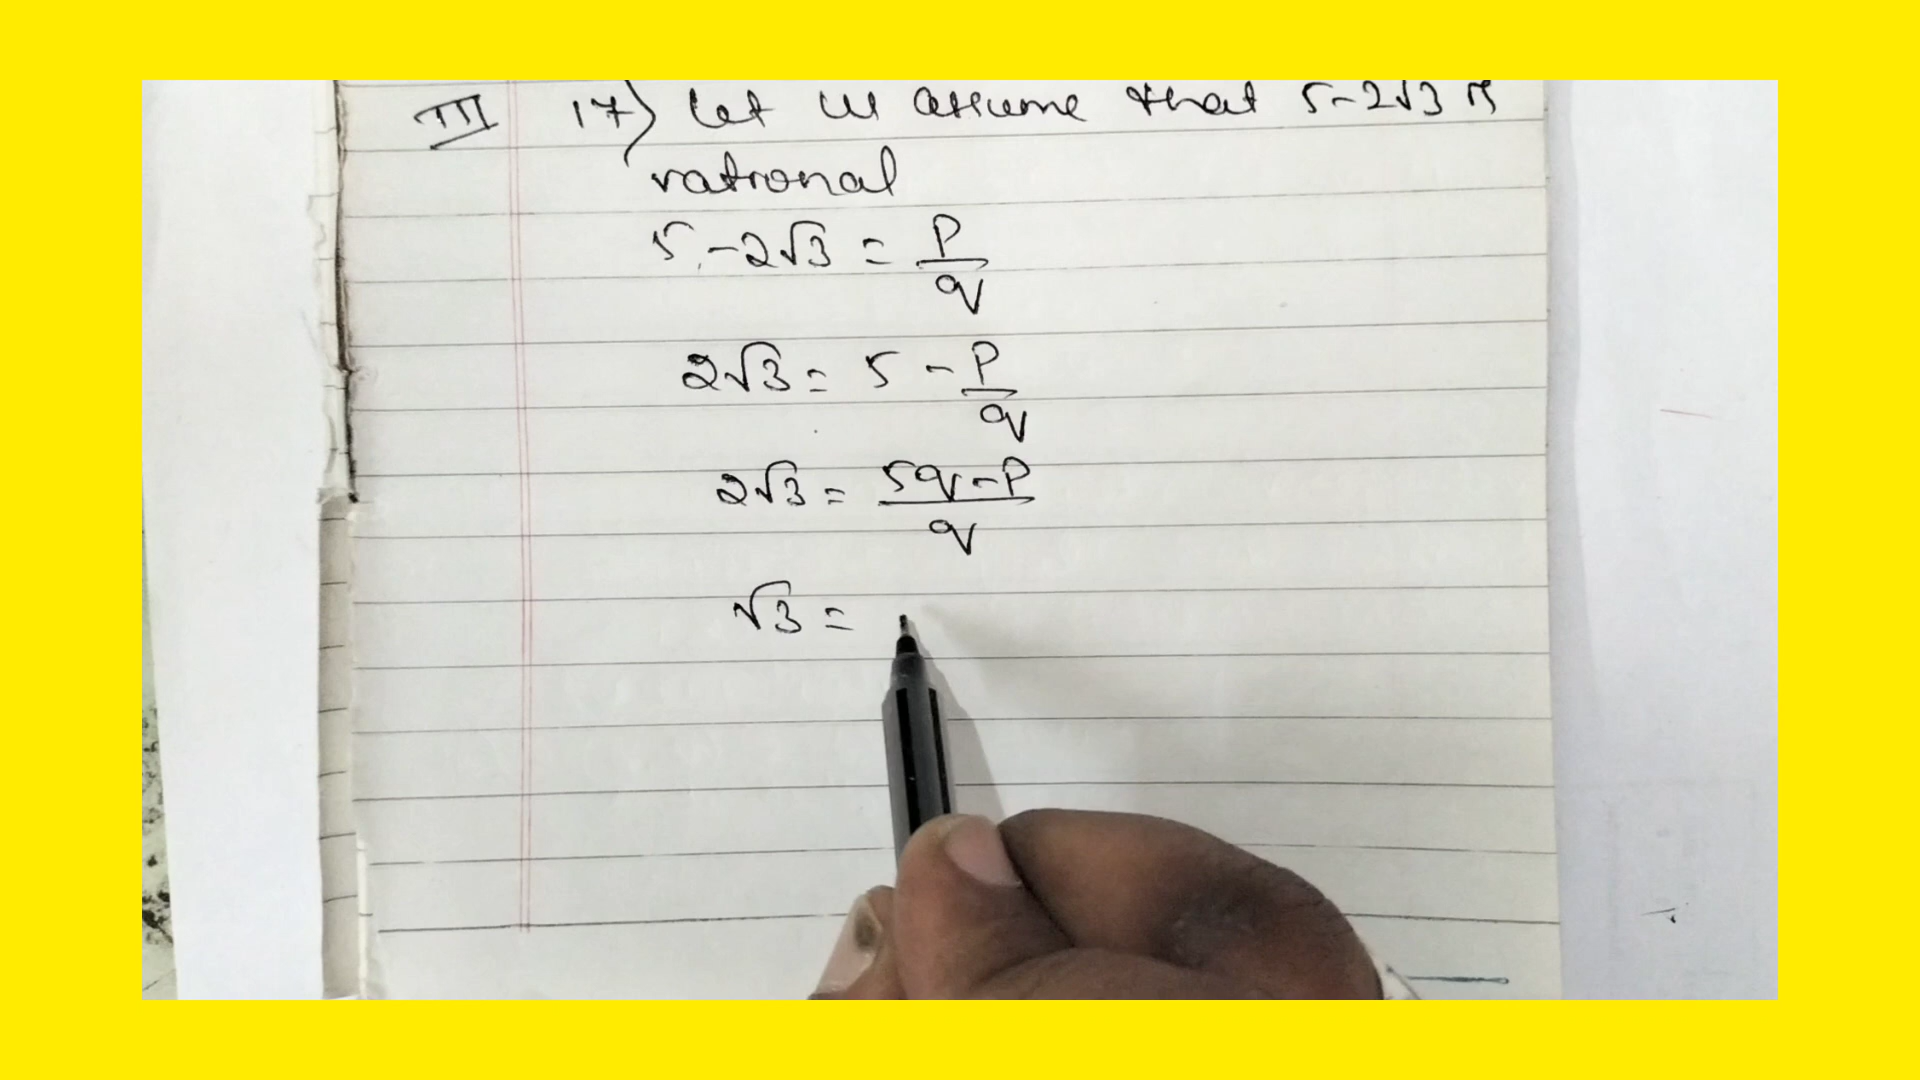 III 17) Let us assume that 5-2√3 is
rational
5-2√3 = P/q
2√3 = 5 - P/q
2√3 = 5q-P/q
√3 =